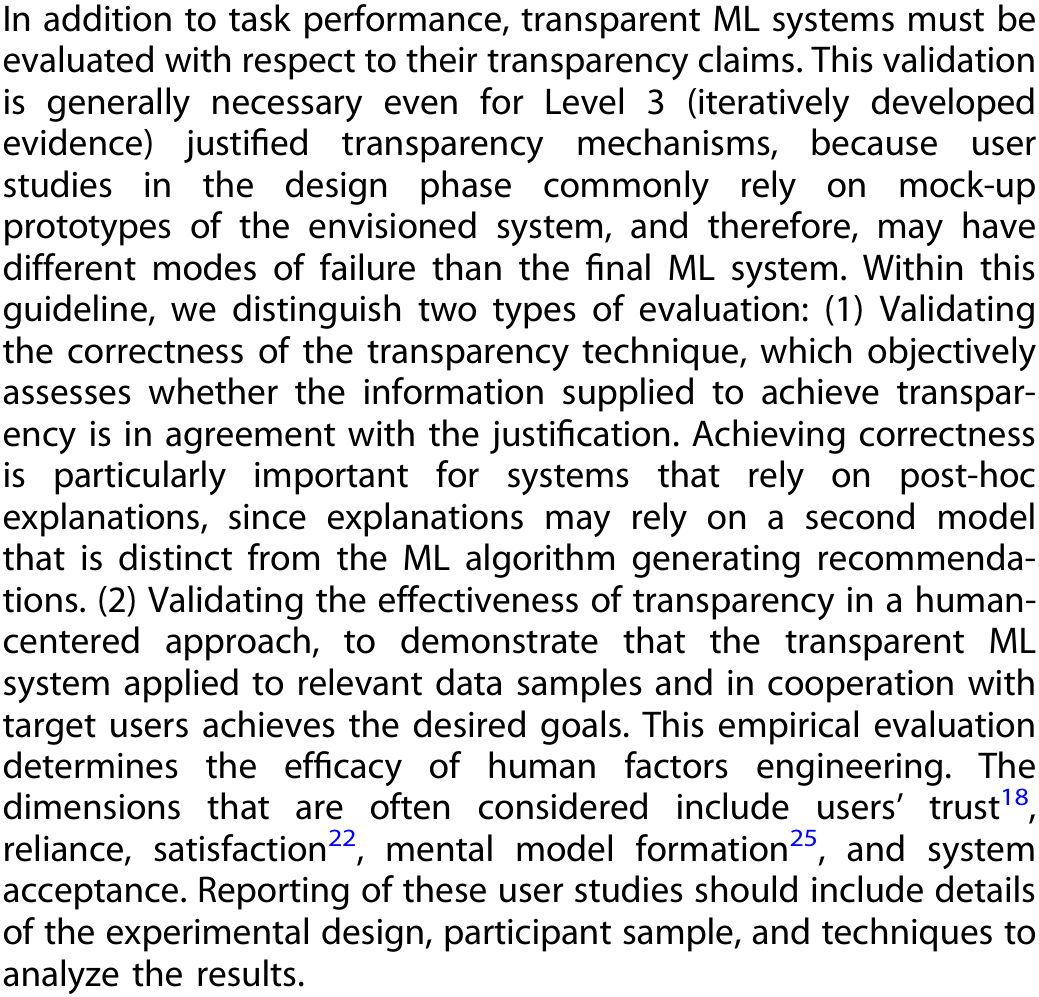 In addition to task performance, transparent ML systems must be
evaluated with respect to their transparency claims. This validation
is generally necessary even for Level 3 (iteratively developed
evidence) justified transparency mechanisms, because user
studies in the design phase commonly rely on mock-up
prototypes of the envisioned system, and therefore, may have
different modes of failure than the final ML system. Within this
guideline, we distinguish two types of evaluation: (1) Validating
the correctness of the transparency technique, which objectively
assesses whether the information supplied to achieve transpar-
ency is in agreement with the justification. Achieving correctness
is particularly important for systems that rely on post-hoc
explanations, since explanations may rely on a second model
that is distinct from the ML algorithm generating recommenda-
tions. (2) Validating the effectiveness of transparency in a human-
centered approach, to demonstrate that the transparent ML
system applied to relevant data samples and in cooperation with
target users achieves the desired goals. This empirical evaluation
determines the efficacy of human factors engineering. The
dimensions that are often considered include users’ trust18,
reliance, satisfaction22, mental model formation25, and system
acceptance. Reporting of these user studies should include details
of the experimental design, participant sample, and techniques to
analyze the results.